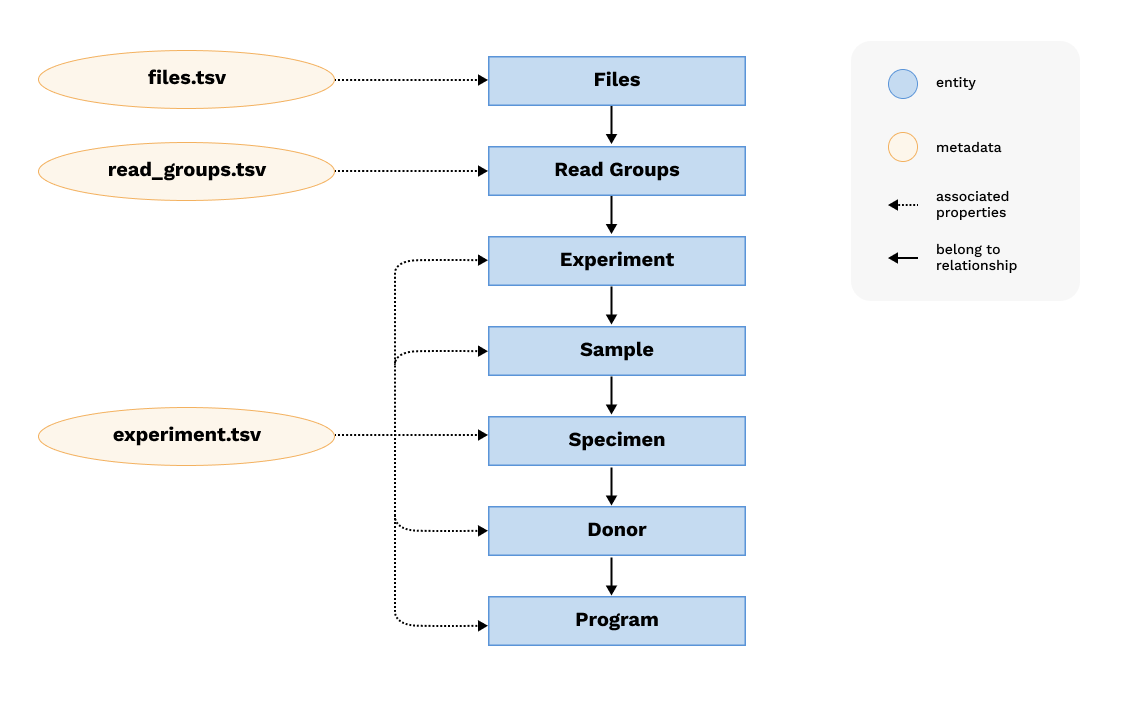 files.tsv
Files
read_groups.tsv
Read Groups
Experiment
Sample
experiment.tsv
Specimen
Donor
Program
entity
metadata
associated
properties
belong to
relationship